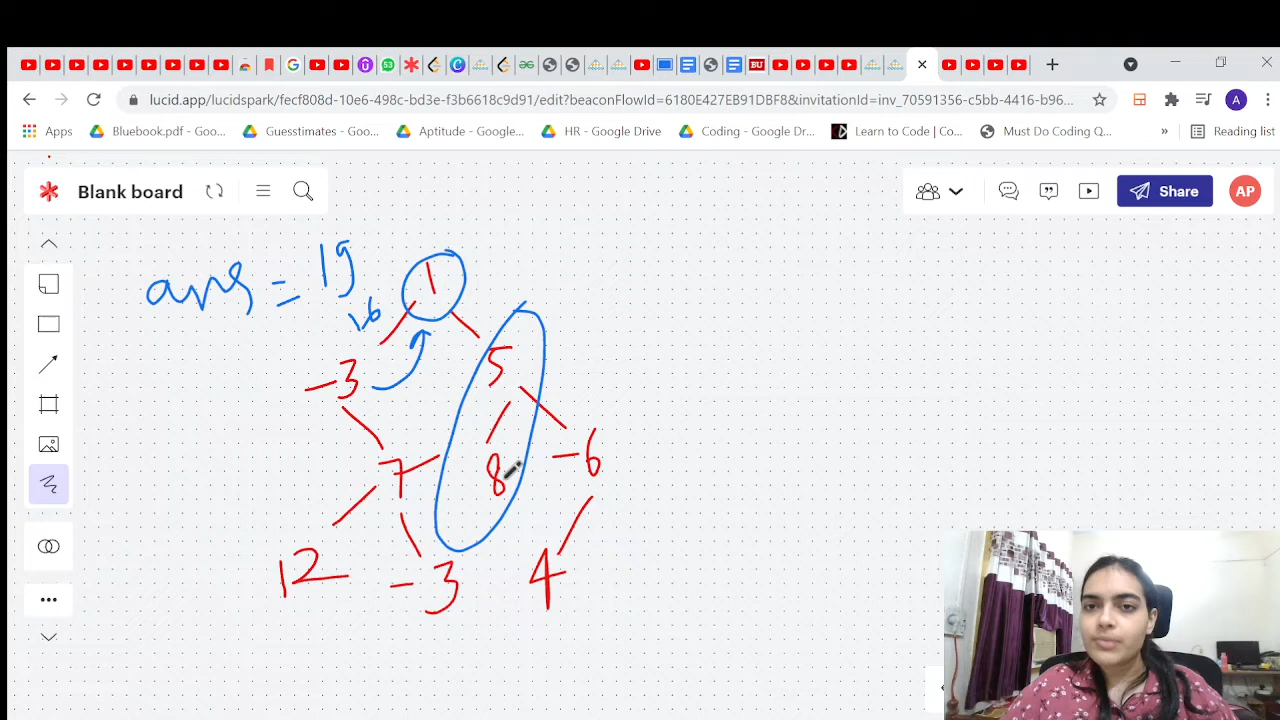 53
lucid.app/lucidspark/fecf808d-10e6-498c-bd3e-f3b6618c9d91/edit?beaconFlowId=6180E427EB91DBF8&invitationId=inv_70591356-c5bb-4416-b96...
A
Apps
Bluebook.pdf - Goo...
Guesstimates - Goo...
Aptitude - Google...
HR - Google Drive
Coding - Google Dr...
Learn to Code | Co...
Must Do Coding Q...
»
Reading list
Blank board
Share
AP
ans = 19
1
16
-3
5
7
8
-6
12
-3
4